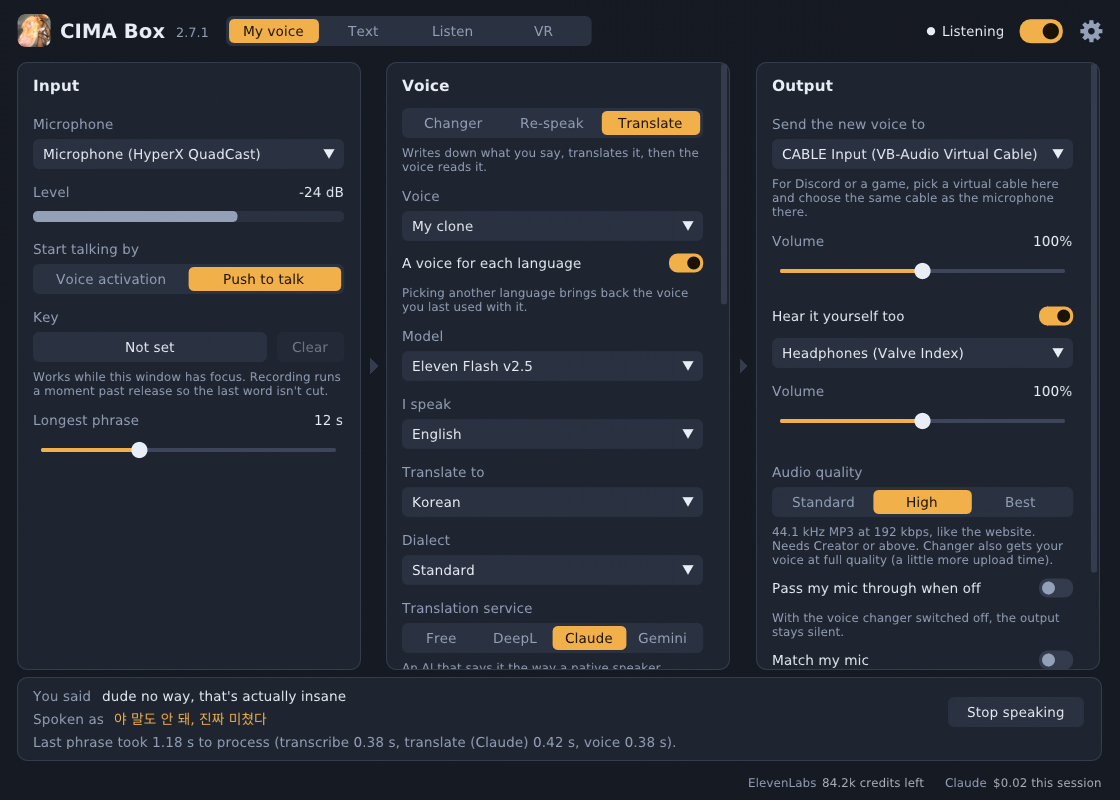 CIMA Box 2.7.1
My voice Text Listen VR
Listening
Input
Microphone
Microphone (HyperX QuadCast)
Level -24 dB
Start talking by
Voice activation Push to talk
Key
Not set Clear
Works while this window has focus. Recording runs
a moment past release so the last word isn't cut.
Longest phrase 12 s
Voice
Changer Re-speak Translate
Writes down what you say, translates it, then the
voice reads it.
Voice
My clone
A voice for each language
Picking another language brings back the voice
you last used with it.
Model
Eleven Flash v2.5
I speak
English
Translate to
Korean
Dialect
Standard
Translation service
Free DeepL Claude Gemini
An AI that says it the way a native speaker
Output
Send the new voice to
CABLE Input (VB-Audio Virtual Cable)
For Discord or a game, pick a virtual cable here
and choose the same cable as the microphone
there.
Volume 100%
Hear it yourself too
Headphones (Valve Index)
Volume 100%
Audio quality
Standard High Best
44.1 kHz MP3 at 192 kbps, like the website.
Needs Creator or above. Changer also gets your
voice at full quality (a little more upload time).
Pass my mic through when off
With the voice changer switched off, the output
stays silent.
Match my mic
You said dude no way, that's actually insane
Spoken as 야 말도 안 돼, 진짜 미쳤다
Last phrase took 1.18 s to process (transcribe 0.38 s, translate (Claude) 0.42 s, voice 0.38 s).
Stop speaking
ElevenLabs 84.2k credits left Claude $0.02 this session